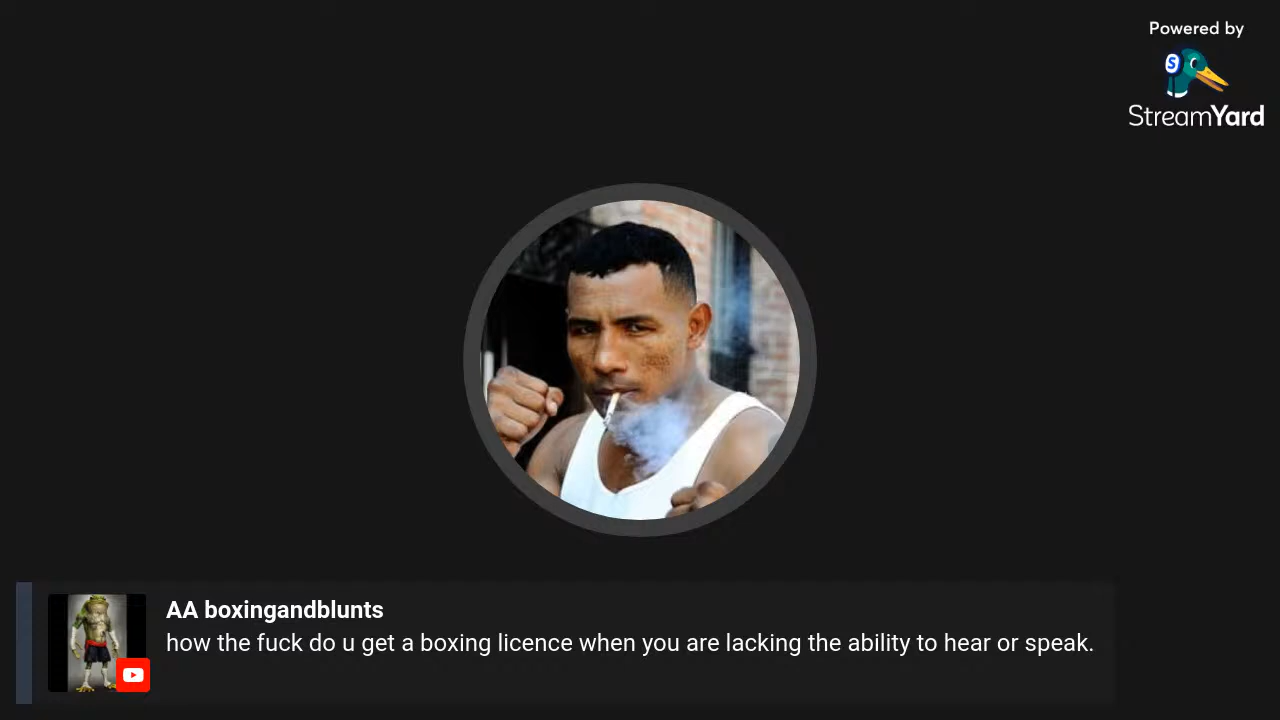 Powered by
S
StreamYard
AA boxingandblunts
how the fuck do u get a boxing licence when you are lacking the ability to hear or speak.